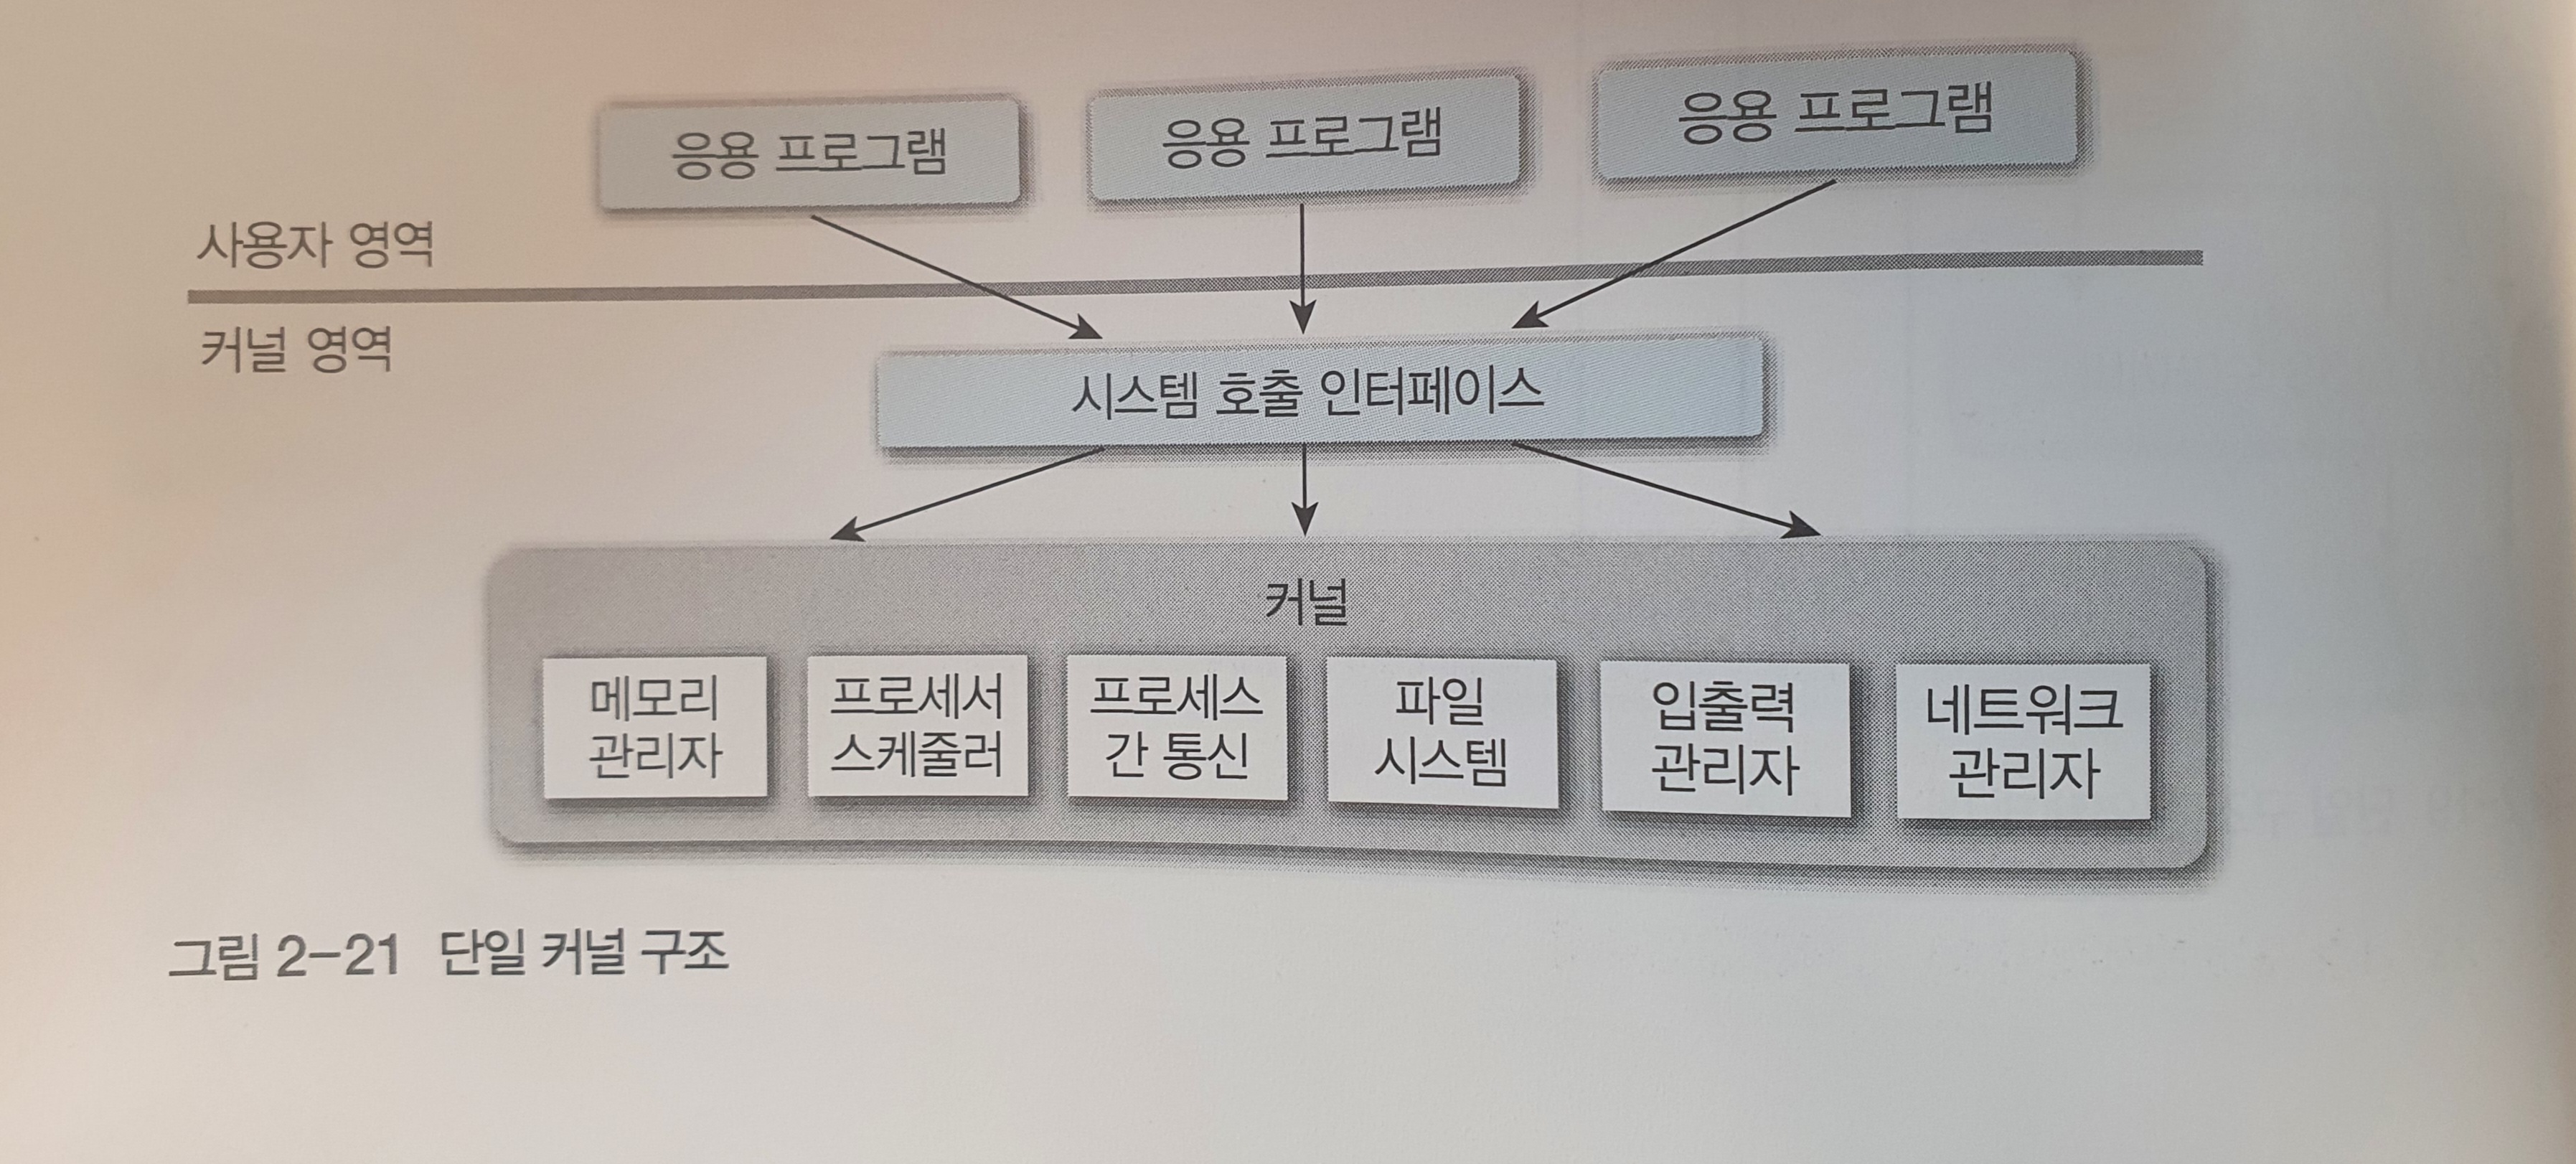 응용 프로그램
응용 프로그램
응용 프로그램
사용자 영역
커널 영역
시스템 호출 인터페이스
커널
메모리
관리자
프로세서
스케줄러
프로세스
간 통신
파일
시스템
입출력
관리자
네트워크
관리자
그림 2-21 단일 커널 구조